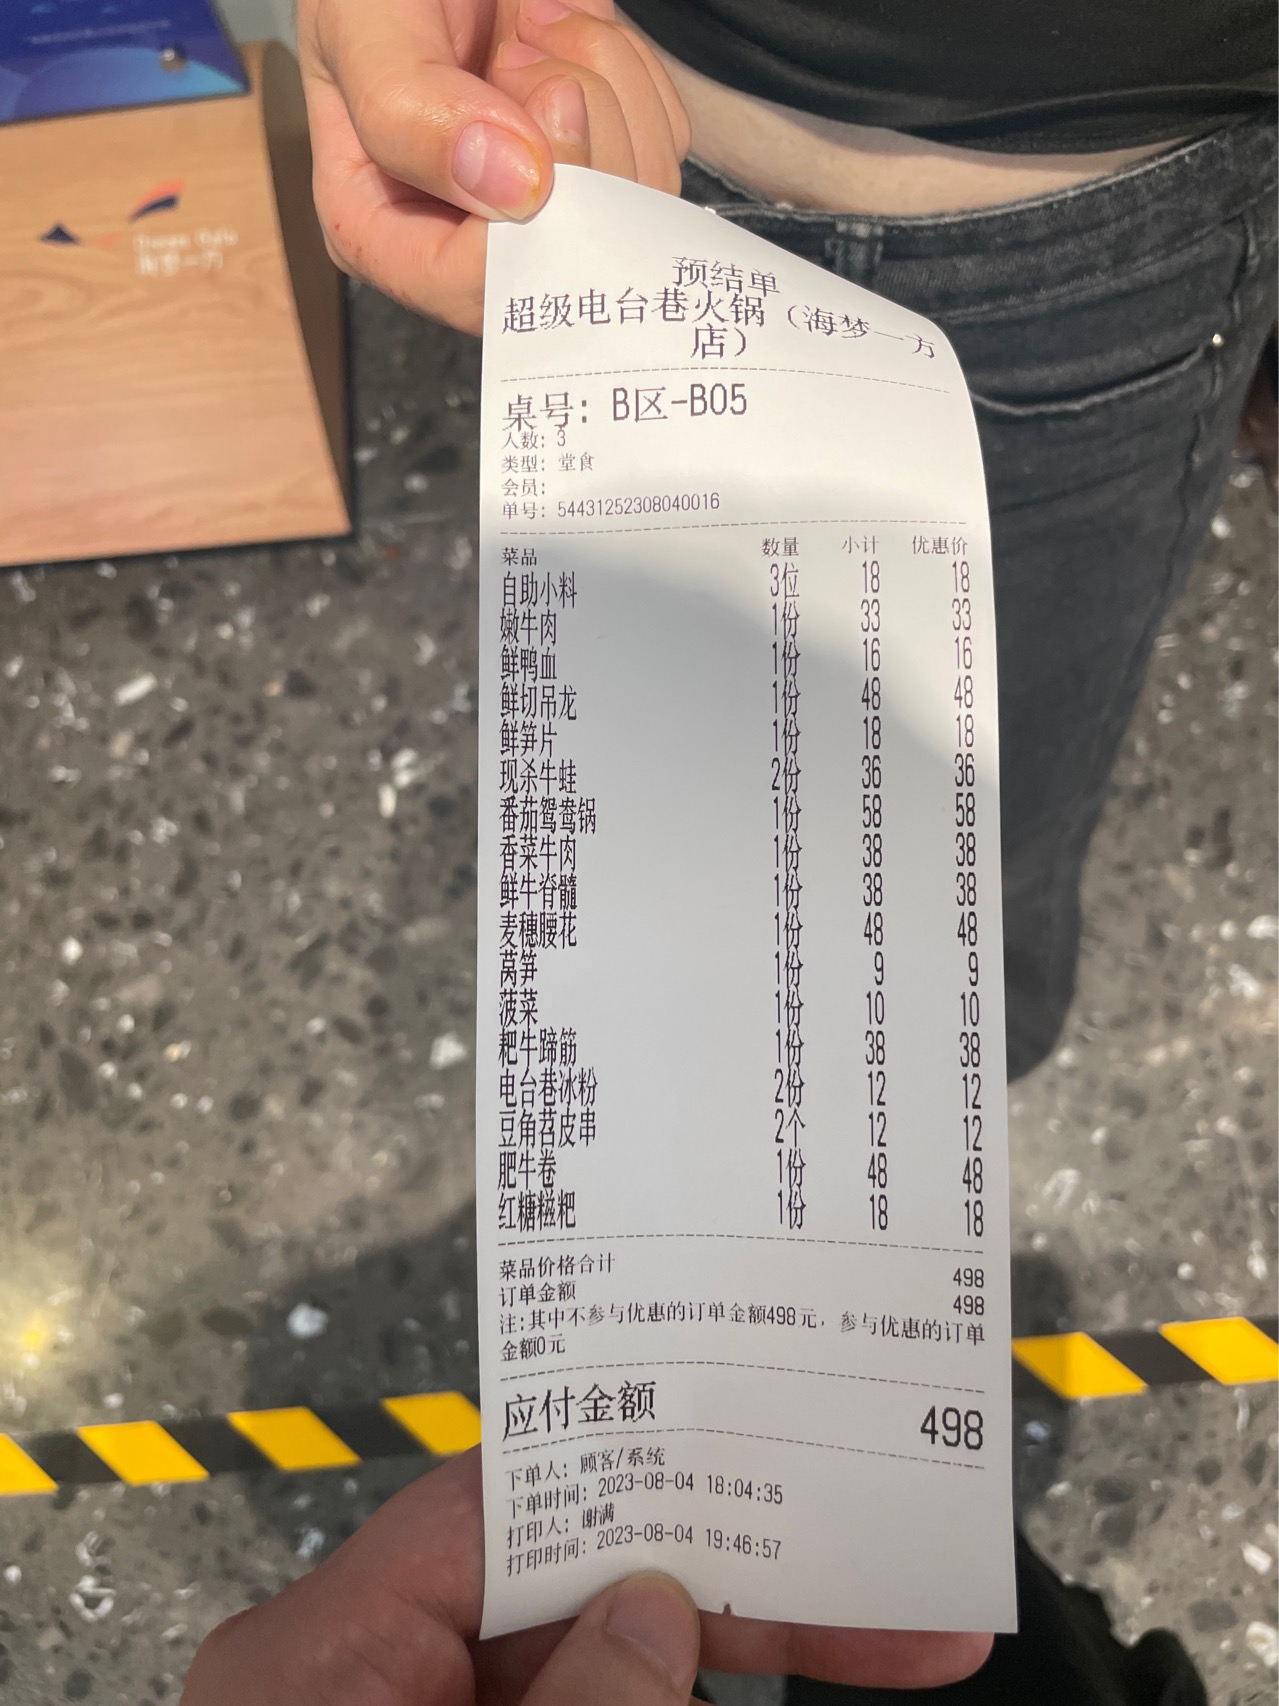 海梦一方
预结单
超级电台巷火锅（海梦一方
店）
桌号: B区-B05
人数: 3
类型: 堂食
会员:
单号: 54431252308040016
菜品 数量 小计 优惠价
自助小料 3位 18 18
嫩牛肉 1份 33 33
鲜鸭血 1份 16 16
鲜切吊龙 1份 48 48
鲜笋片 1份 18 18
现杀牛蛙 2份 36 36
番茄鸳鸯锅 1份 58 58
香菜牛肉 1份 38 38
鲜牛脊髓 1份 38 38
麦穗腰花 1份 48 48
莴笋 1份 9 9
菠菜 1份 10 10
粑牛蹄筋 1份 38 38
电台巷冰粉 2份 12 12
豆角苕皮串 2个 12 12
肥牛卷 1份 48 48
红糖糍粑 1份 18 18
菜品价格合计 498
订单金额 498
注:其中不参与优惠的订单金额498元，参与优惠的订单
金额0元
应付金额 498
下单人: 顾客/系统
下单时间: 2023-08-04 18:04:35
打印人: 谢满
打印时间: 2023-08-04 19:46:57